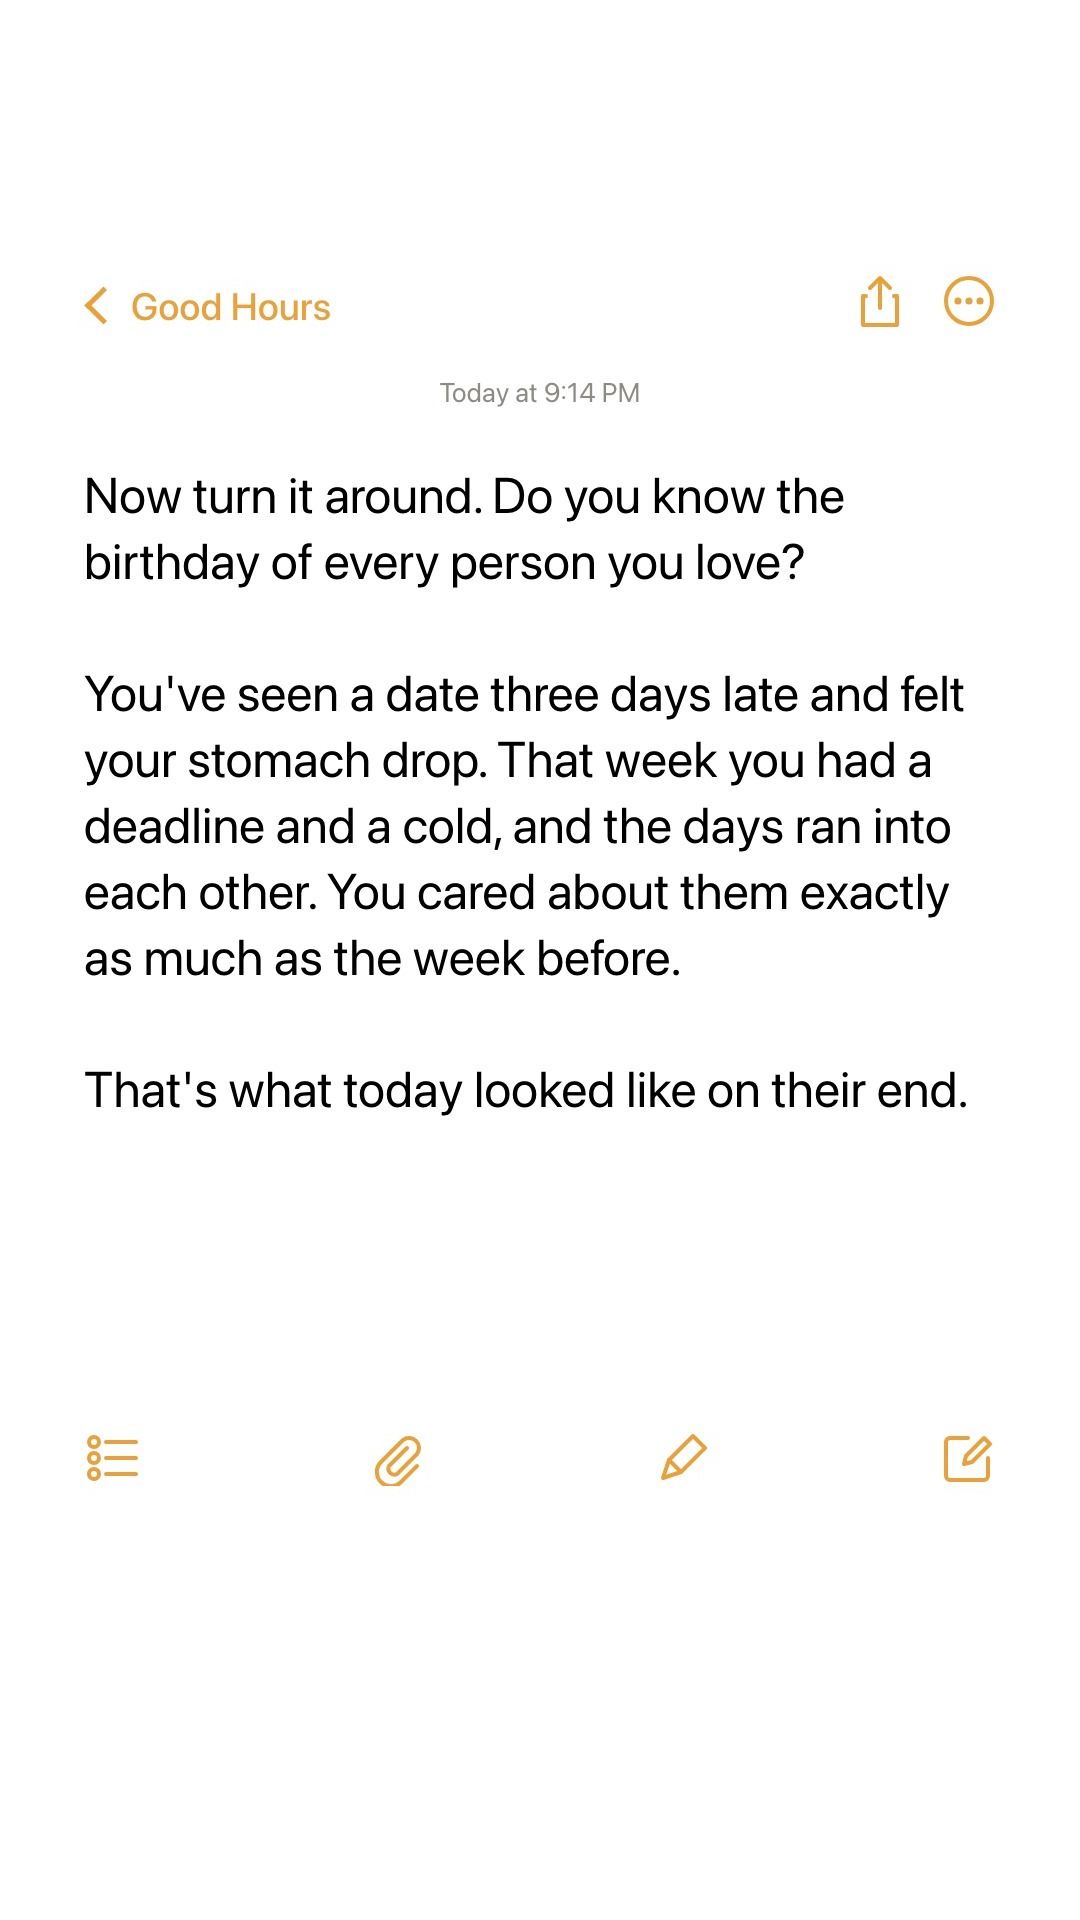 Good Hours
Today at 9:14 PM
Now turn it around. Do you know the
birthday of every person you love?
You've seen a date three days late and felt
your stomach drop. That week you had a
deadline and a cold, and the days ran into
each other. You cared about them exactly
as much as the week before.
That's what today looked like on their end.